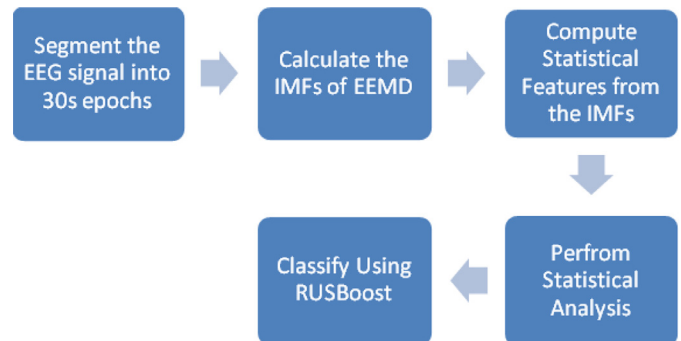 Segment the
EEG signal into
30s epochs
Calculate the
IMFs of EEMD
Compute
Statistical
Features from
the IMFs
Perfrom
Statistical
Analysis
Classify Using
RUSBoost